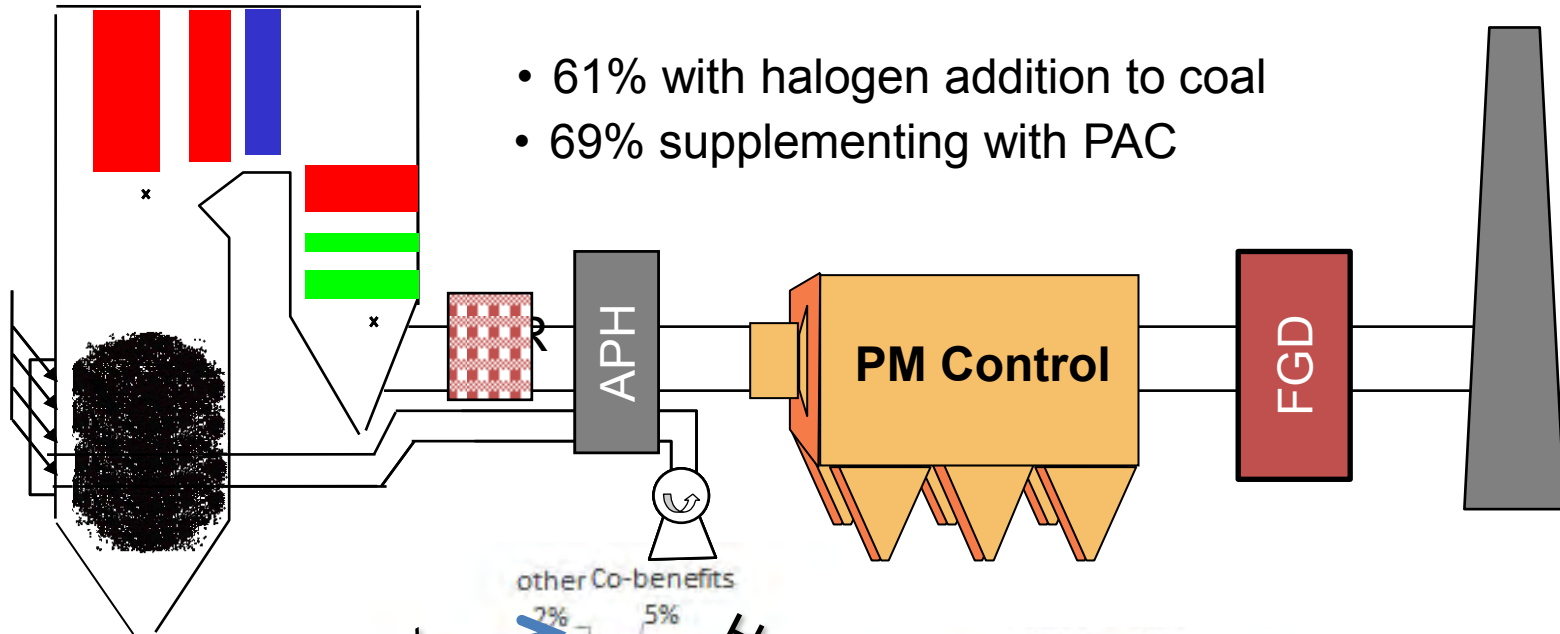 • 61% with halogen addition to coal
• 69% supplementing with PAC
x
x
R
APH
PM Control
FGD
other Co-benefits
2% 5%